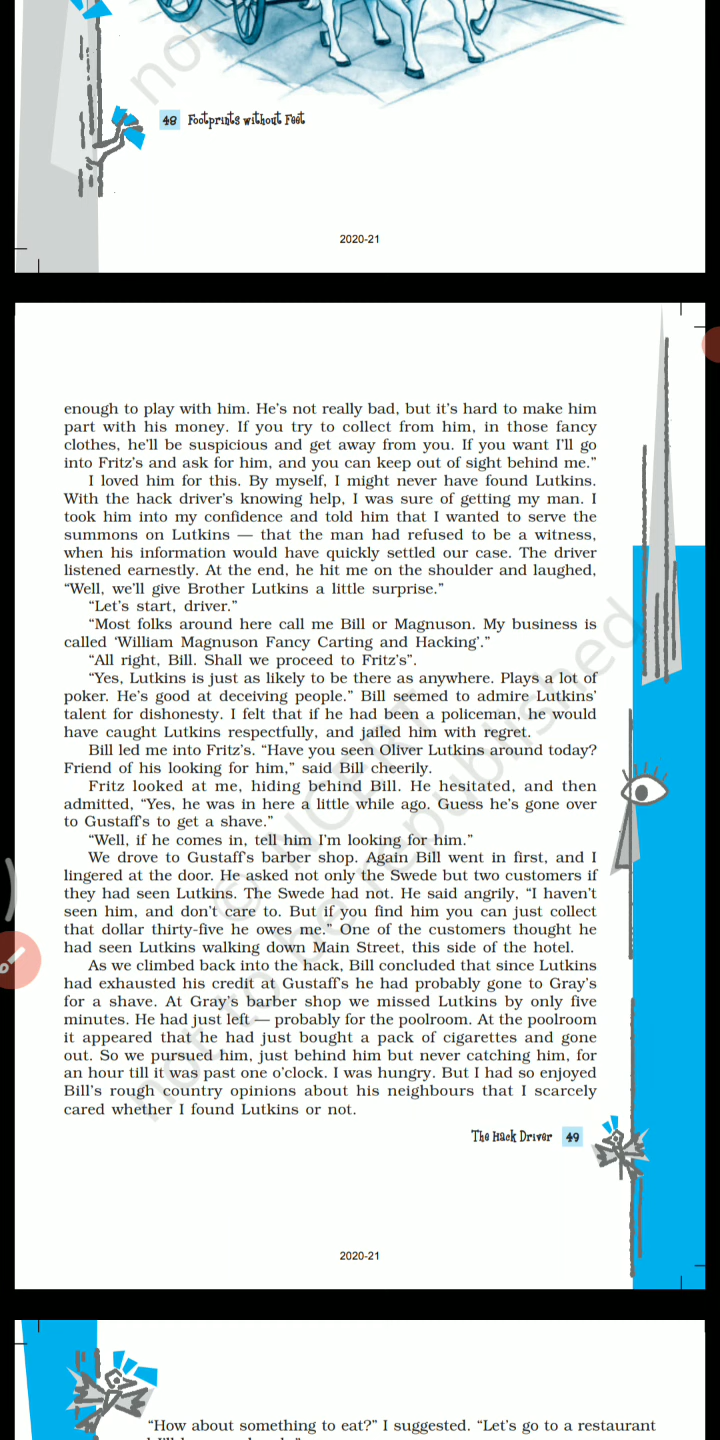 no
48 Footprints without Feet
2020-21
enough to play with him. He's not really bad, but it's hard to make him
part with his money. If you try to collect from him, in those fancy
clothes, he'll be suspicious and get away from you. If you want I'll go
into Fritz's and ask for him, and you can keep out of sight behind me.”
I loved him for this. By myself, I might never have found Lutkins.
With the hack driver's knowing help, I was sure of getting my man. I
took him into my confidence and told him that I wanted to serve the
summons on Lutkins — that the man had refused to be a witness,
when his information would have quickly settled our case. The driver
listened earnestly. At the end, he hit me on the shoulder and laughed,
“Well, we'll give Brother Lutkins a little surprise.”
“Let's start, driver.”
“Most folks around here call me Bill or Magnuson. My business is
called ‘William Magnuson Fancy Carting and Hacking’.”
“All right, Bill. Shall we proceed to Fritz's”.
“Yes, Lutkins is just as likely to be there as anywhere. Plays a lot of
poker. He's good at deceiving people.” Bill seemed to admire Lutkins'
talent for dishonesty. I felt that if he had been a policeman, he would
have caught Lutkins respectfully, and jailed him with regret.
Bill led me into Fritz's. “Have you seen Oliver Lutkins around today?
Friend of his looking for him,” said Bill cheerily.
Fritz looked at me, hiding behind Bill. He hesitated, and then
admitted, “Yes, he was in here a little while ago. Guess he's gone over
to Gustaff's to get a shave.”
“Well, if he comes in, tell him I'm looking for him.”
We drove to Gustaff's barber shop. Again Bill went in first, and I
lingered at the door. He asked not only the Swede but two customers if
they had seen Lutkins. The Swede had not. He said angrily, “I haven't
seen him, and don't care to. But if you find him you can just collect
that dollar thirty-five he owes me.” One of the customers thought he
had seen Lutkins walking down Main Street, this side of the hotel.
As we climbed back into the hack, Bill concluded that since Lutkins
had exhausted his credit at Gustaff's he had probably gone to Gray's
for a shave. At Gray's barber shop we missed Lutkins by only five
minutes. He had just left — probably for the poolroom. At the poolroom
it appeared that he had just bought a pack of cigarettes and gone
out. So we pursued him, just behind him but never catching him, for
an hour till it was past one o'clock. I was hungry. But I had so enjoyed
Bill's rough country opinions about his neighbours that I scarcely
cared whether I found Lutkins or not.
© NCERT
not to be republished
The Hack Driver 49
2020-21
“How about something to eat?” I suggested. “Let's go to a restaurant